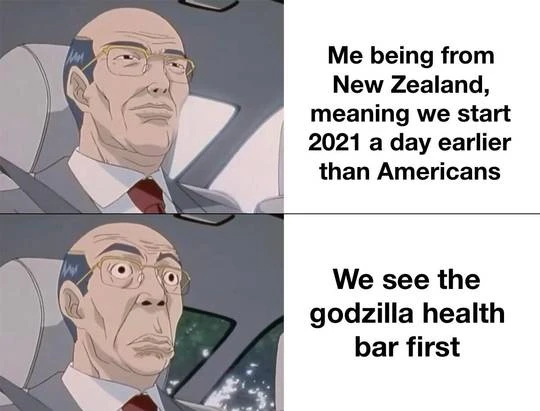 Me being from
New Zealand,
meaning we start
2021 a day earlier
than Americans
We see the
godzilla health
bar first